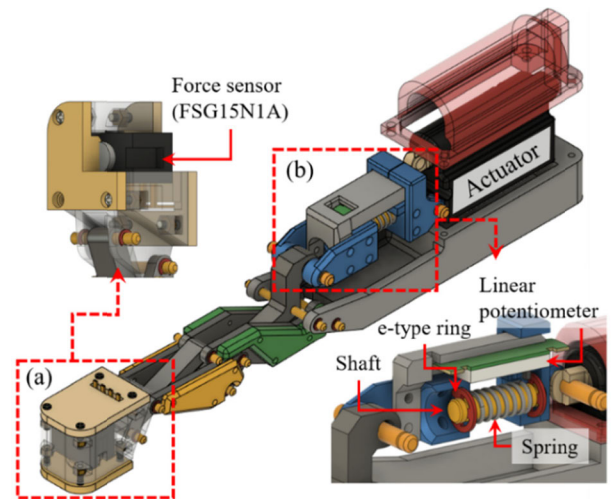 Force sensor
(FSG15N1A)
(b)
Actuator
Linear
potentiometer
e-type ring
Shaft
(a)
Spring